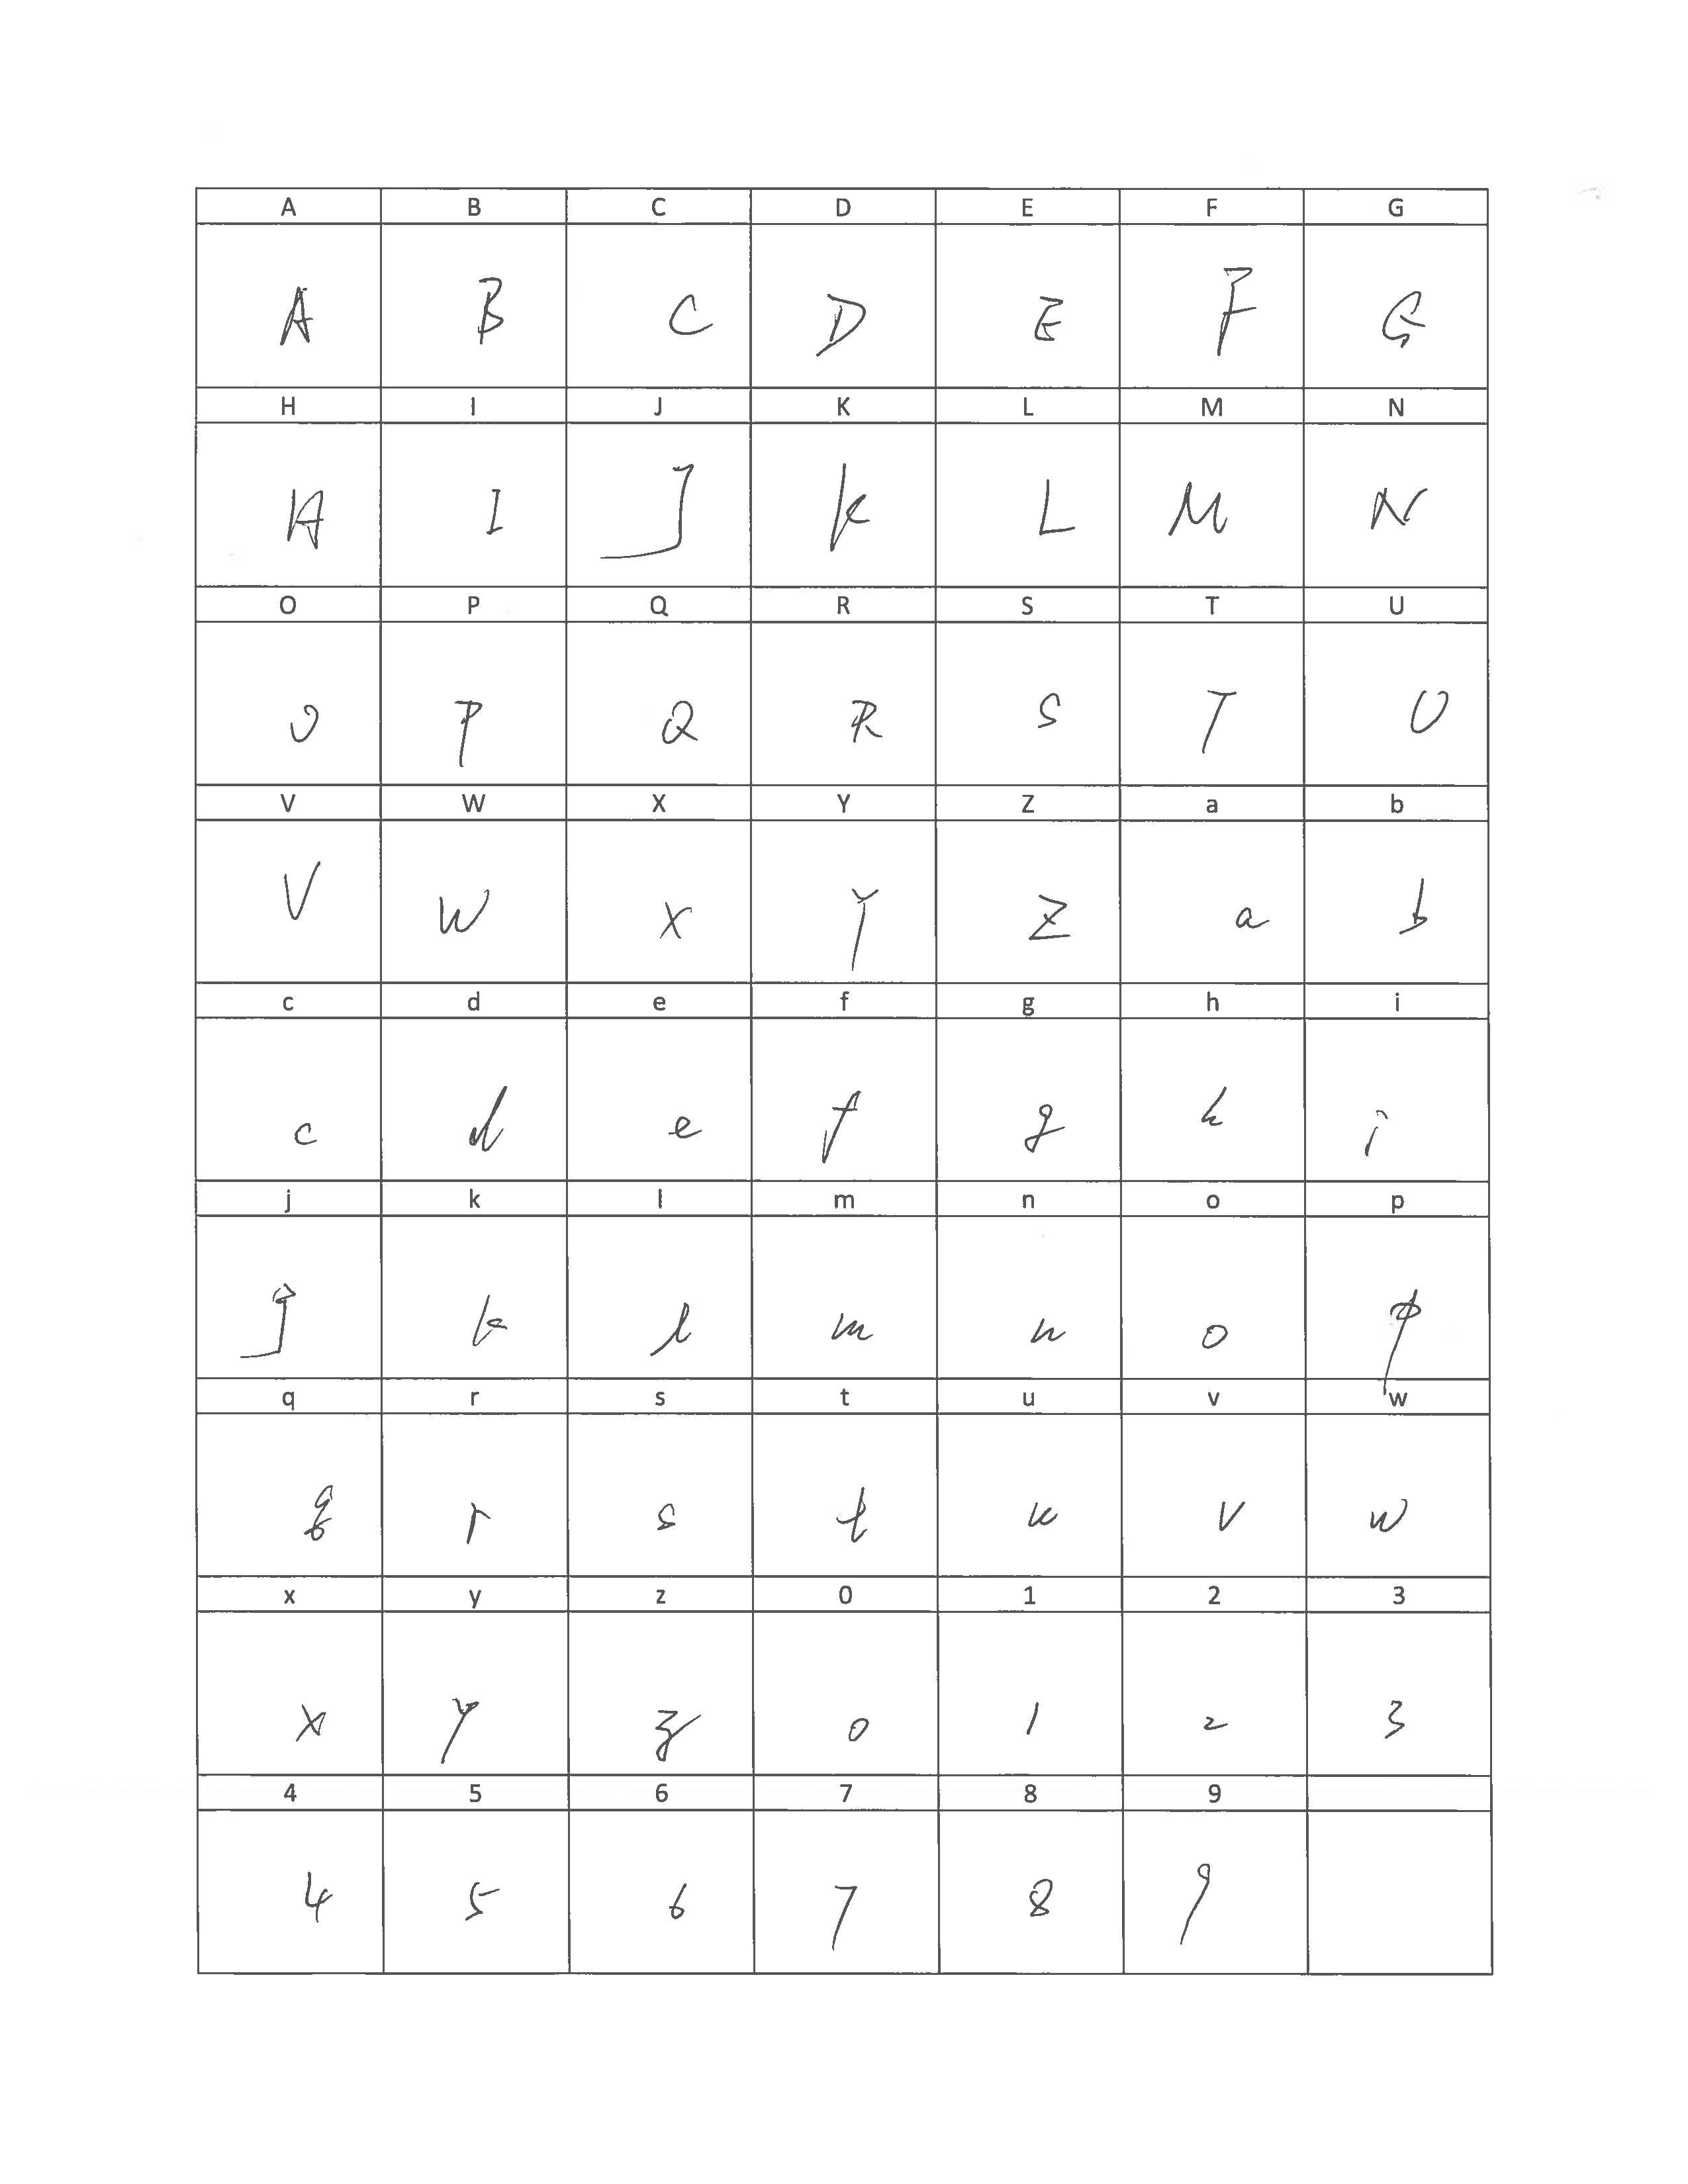 A B C D E F G
A B C D E F G
H I J K L M N
H I J K L M N
O P Q R S T U
O P Q R S T U
V W X Y Z a b
V W X Y Z a b
c d e f g h i
c d e f g h i
j k l m n o p
j k l m n o p
q r s t u v w
q r s t u v w
x y z 0 1 2 3
x y z 0 1 2 3
4 5 6 7 8 9
4 5 6 7 8 9